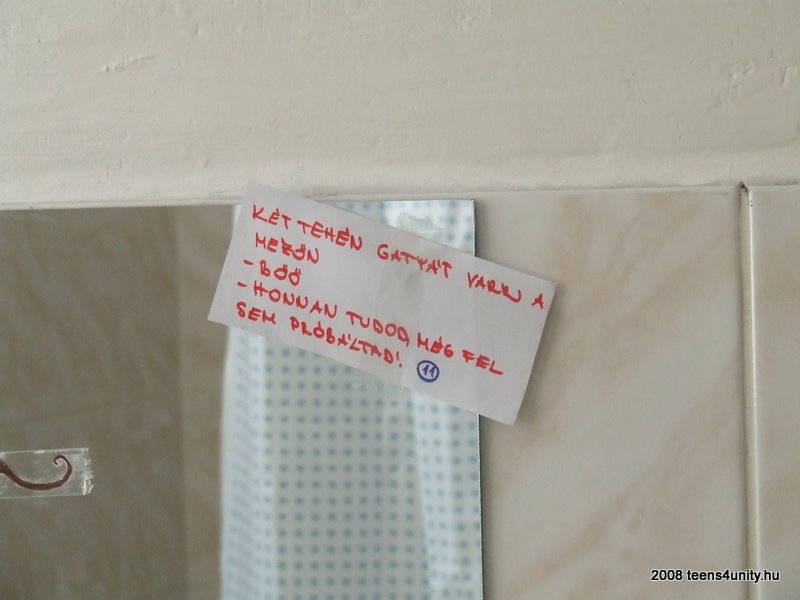 KÉT TEHÉN GATYÁT VARR A
MEZŐN
- BŐŐ
- HONNAN TUDOD, MÉG FEL
SEM PRÓBÁLTAD!
11
2008 teens4unity.hu